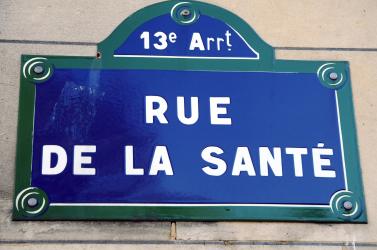 13e Arrt
RUE
DE LA SANTÉ